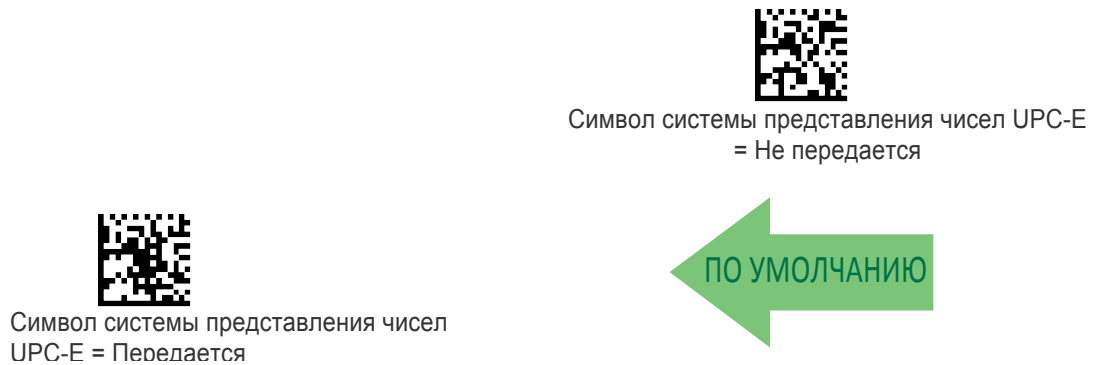 Символ системы представления чисел UPC-E
= Не передается
ПО УМОЛЧАНИЮ
Символ системы представления чисел
UPC-E = Передается